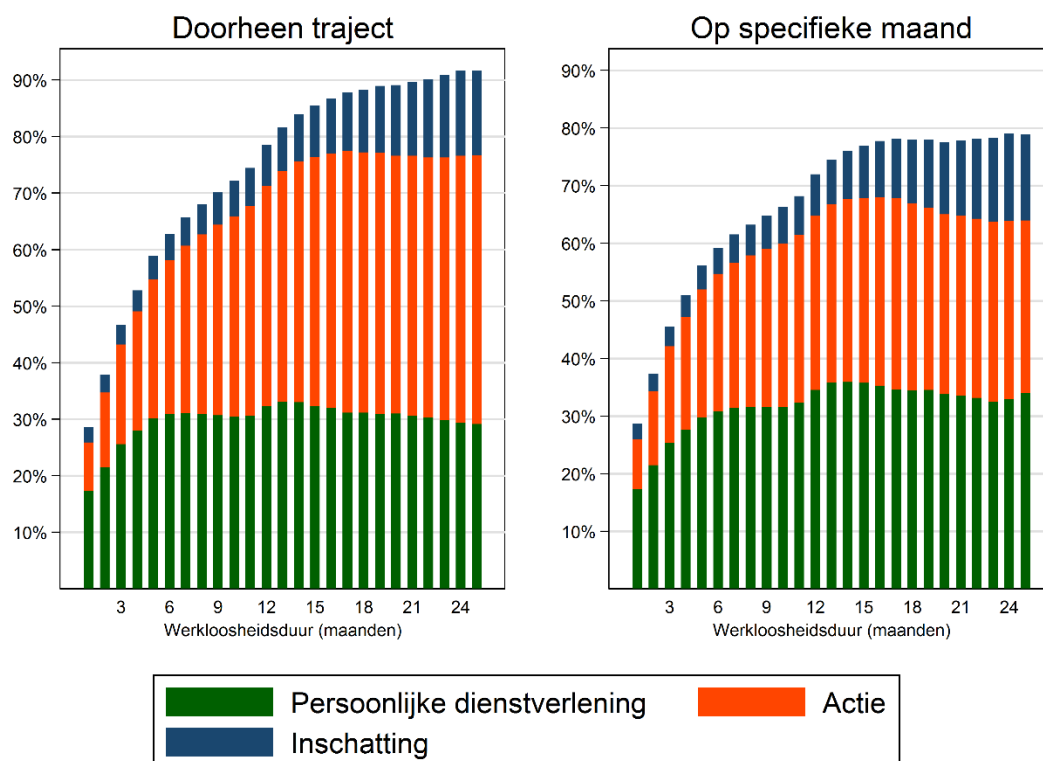 Doorheen traject
90%
80%
70%
60%
50%
40%
30%
20%
10%
3 6 9 12 15 18 21 24
Werkloosheidsduur (maanden)
Op specifieke maand
90%
80%
70%
60%
50%
40%
30%
20%
10%
3 6 9 12 15 18 21 24
Werkloosheidsduur (maanden)
Persoonlijke dienstverlening Actie
Inschatting